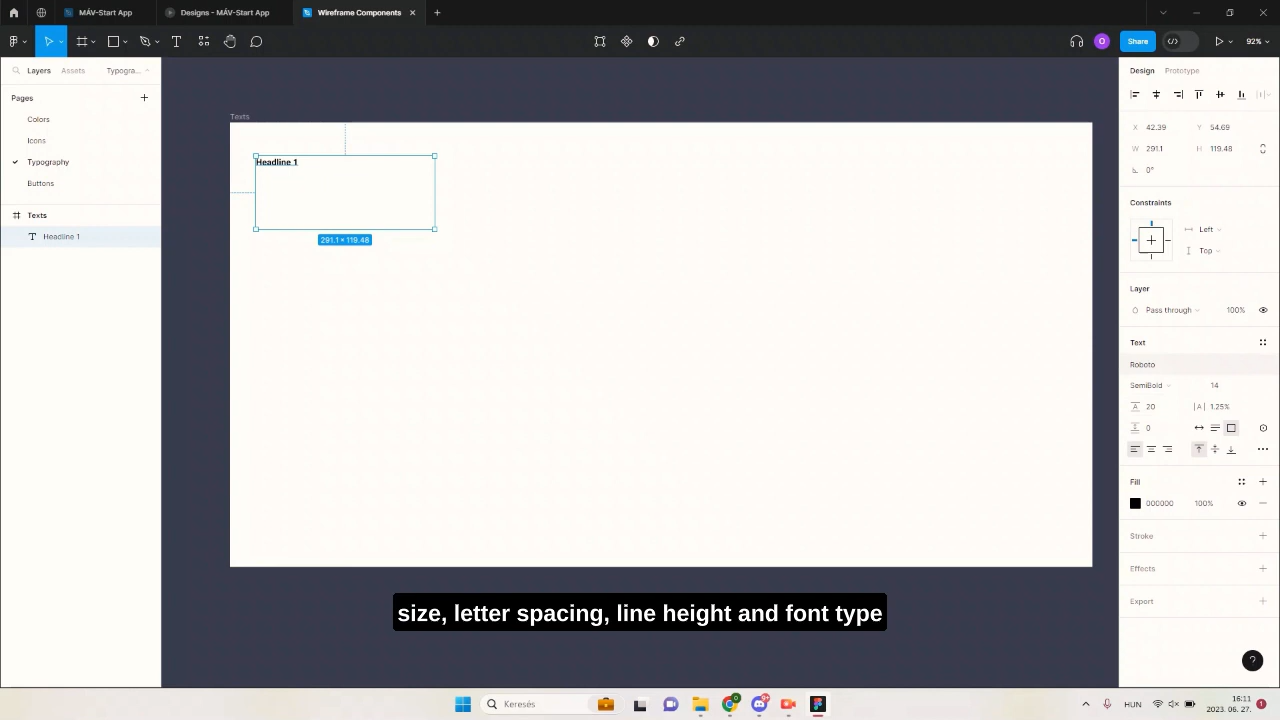 MÁV-Start App
Designs - MÁV-Start App
Wireframe Components
O
Share
92%
Layers
Assets
Typogra...
Design
Prototype
Pages
Colors
Icons
Typography
Buttons
Texts
Headline 1
Texts
Headline 1
291.1 × 119.48
X 42.39
Y 54.69
W 291.1
H 119.48
0°
Constraints
Left
Top
Layer
Pass through
100%
Text
Roboto
SemiBold
14
20
1.25%
0
Fill
000000
100%
Stroke
Effects
Export
?
size, letter spacing, line height and font type
Keresés
HUN
16:11
2023. 06. 27.